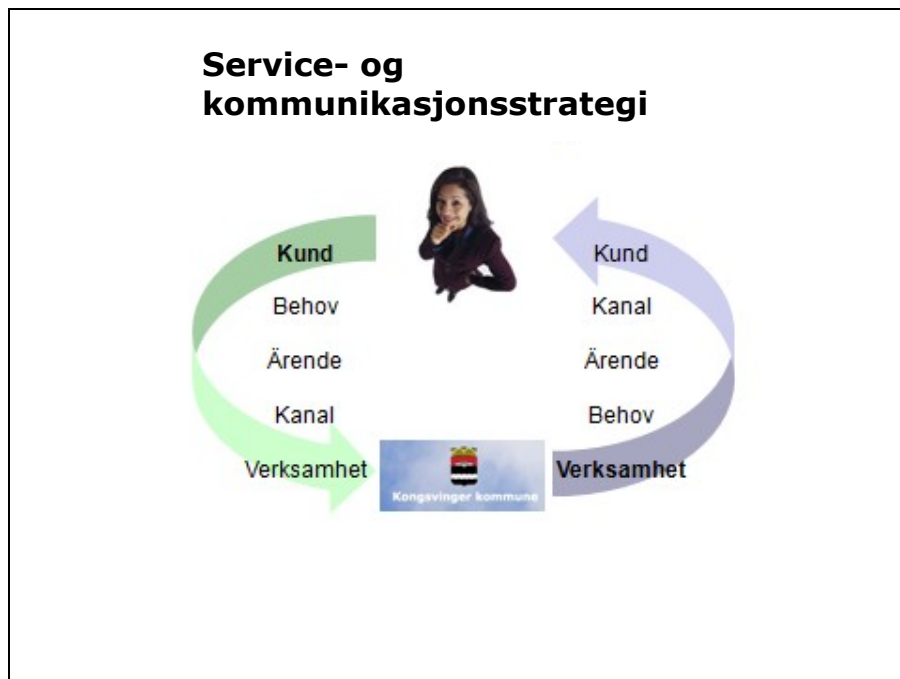 Service- og
kommunikasjonsstrategi
Kund
Behov
Ärende
Kanal
Verksamhet
Kongsvinger kommune
Kund
Kanal
Ärende
Behov
Verksamhet